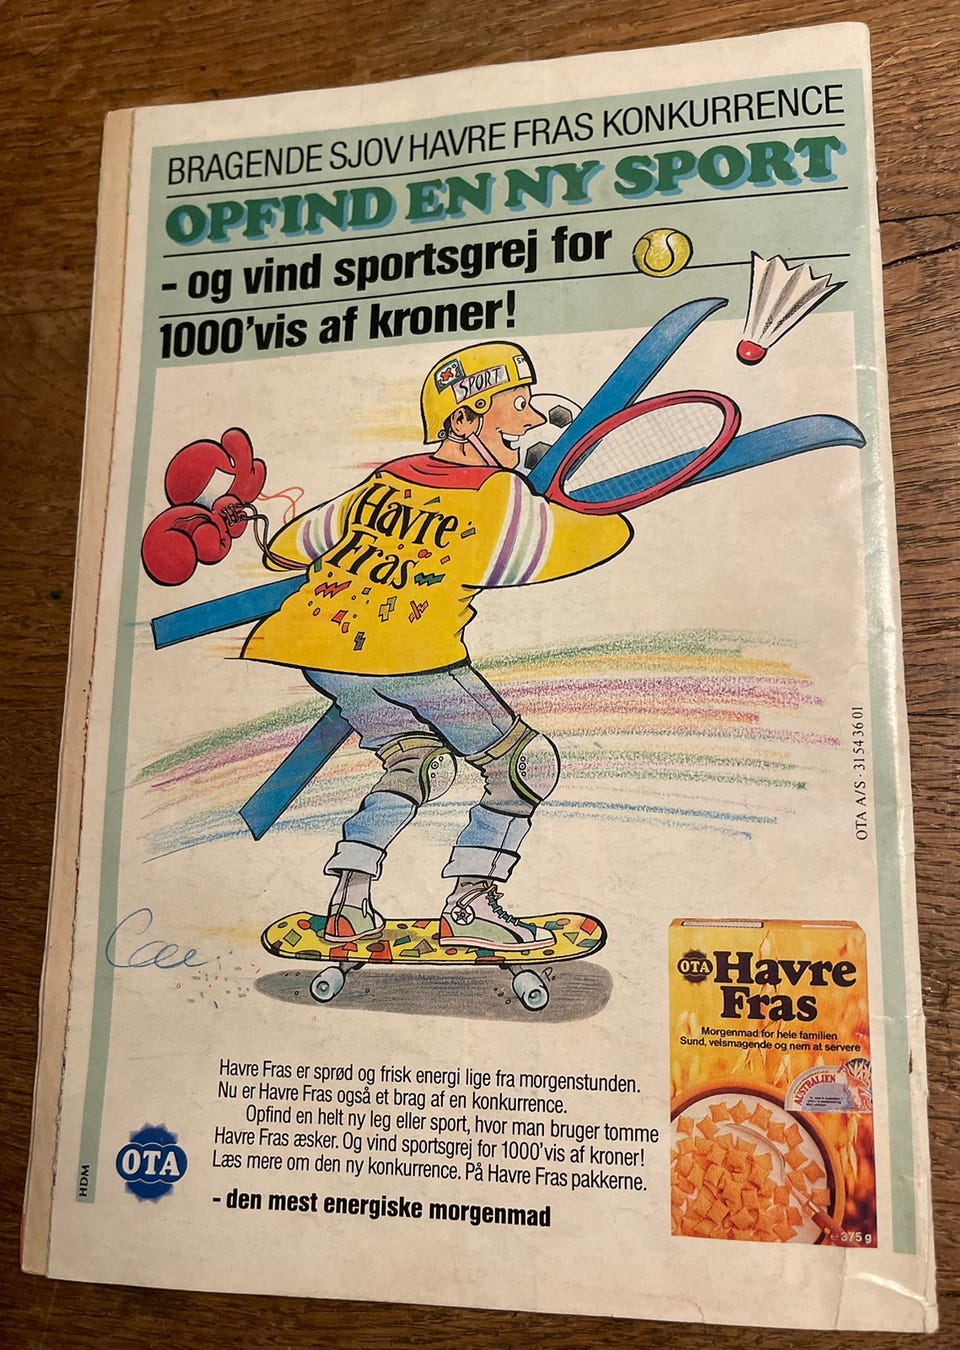 BRAGENDE SJOV HAVRE FRAS KONKURRENCE
OPFIND EN NY SPORT
- og vind sportsgrej for
1000'vis af kroner!
SPORT
Havre
Fras
OTA A/S · 31 54 36 01
OTA
Havre
Fras
Morgenmad for hele familien
Sund, velsmagende og nem at servere
AUSTRALIEN
e 375 g
Havre Fras er sprød og frisk energi lige fra morgenstunden.
Nu er Havre Fras også et brag af en konkurrence.
Opfind en helt ny leg eller sport, hvor man bruger tomme
Havre Fras æsker. Og vind sportsgrej for 1000'vis af kroner!
Læs mere om den ny konkurrence. På Havre Fras pakkerne.
- den mest energiske morgenmad
OTA
HDM